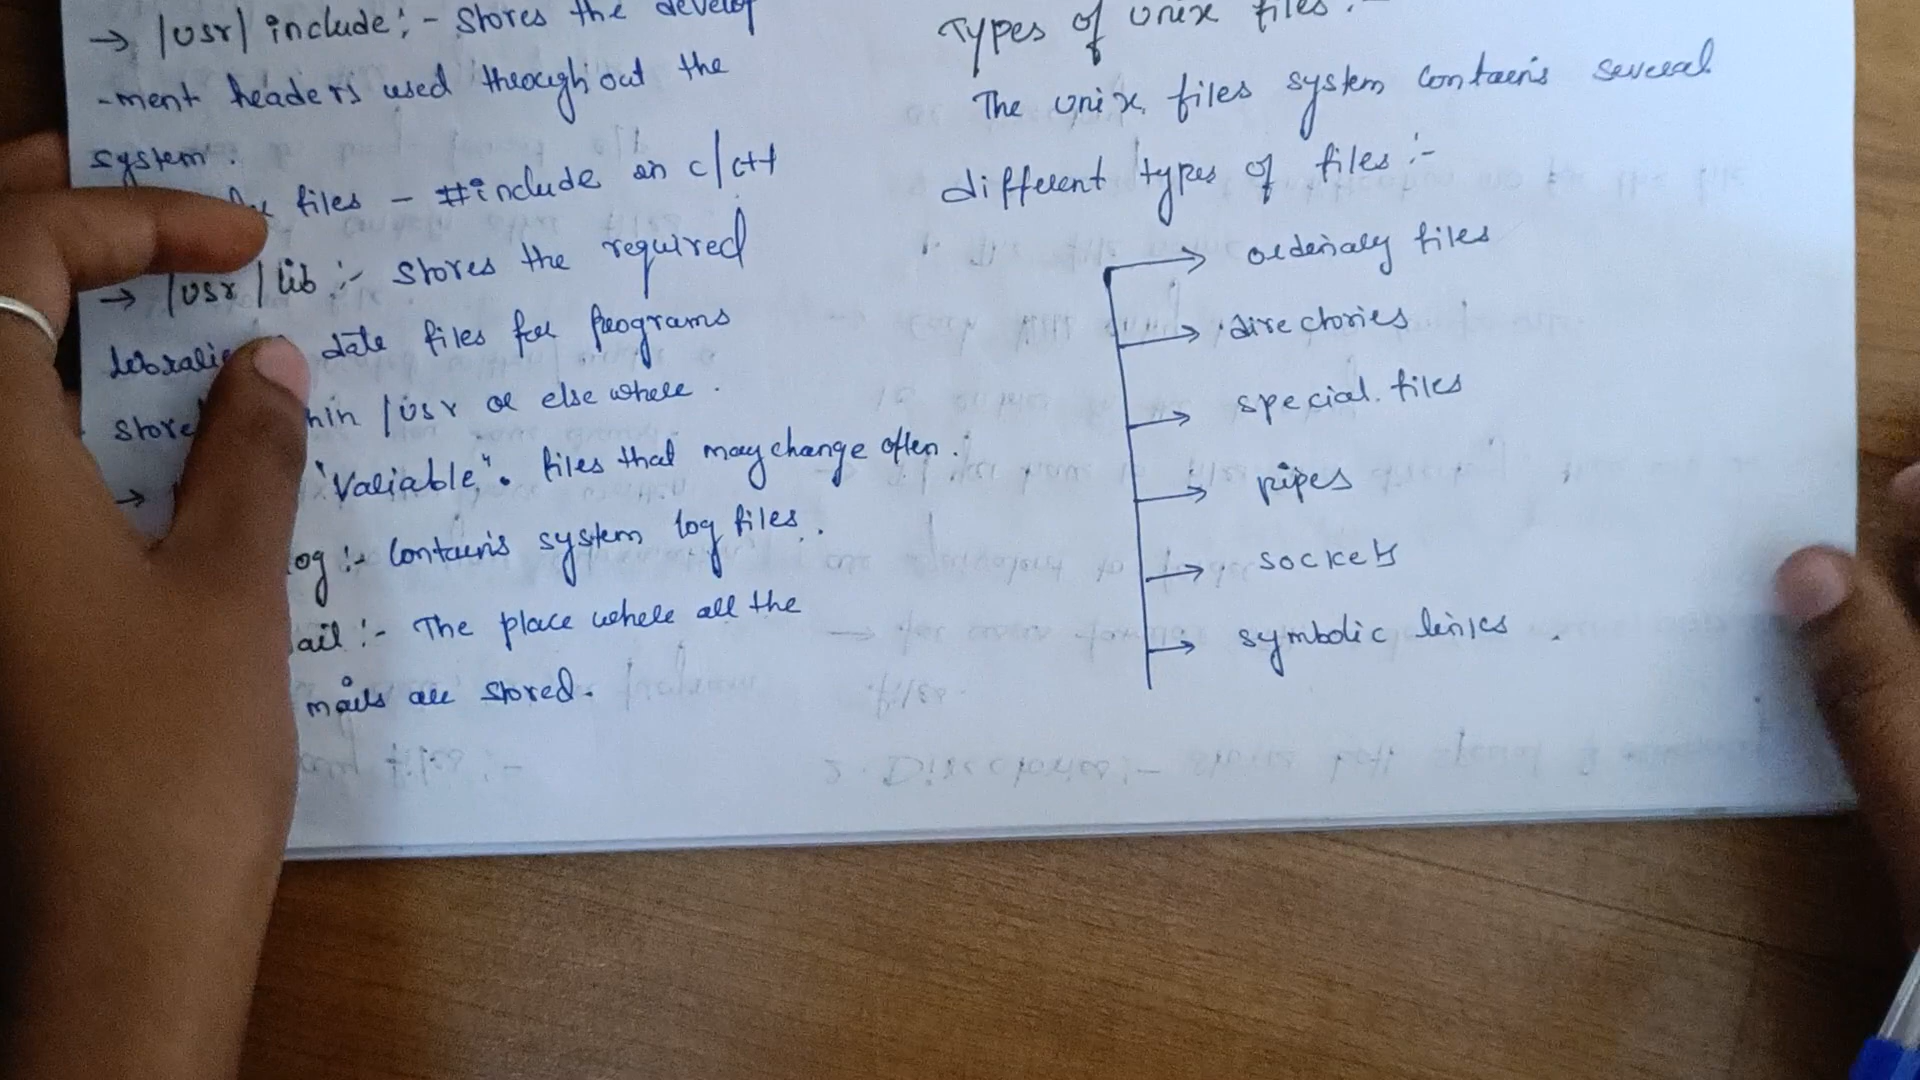 → /usr/ include :- Stores the develop
-ment headers used throughout the
system.
files - #include in c/c++
→ /usr/lib :- Stores the required
date files for programs
/usr or else where.
→ "Variable". files that may change often.
:- Contains system log files.
:- The place where all the
mails are stored.
Types of Unix files :-
The unix files system contains several
different types of files :-
→ ordinary files
→ directories
→ special files
→ pipes
→ sockets
→ symbolic links.